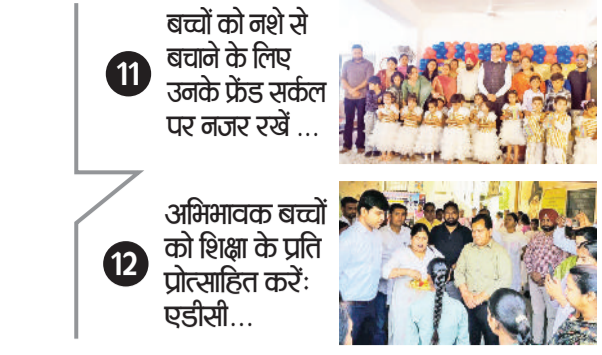 11
बच्चों को नशे से
बचाने के लिए
उनके फ्रेंड सर्कल
पर नजर रखें ...
12
अभिभावक बच्चों
को शिक्षा के प्रति
प्रोत्साहित करेंः
एडीसी...